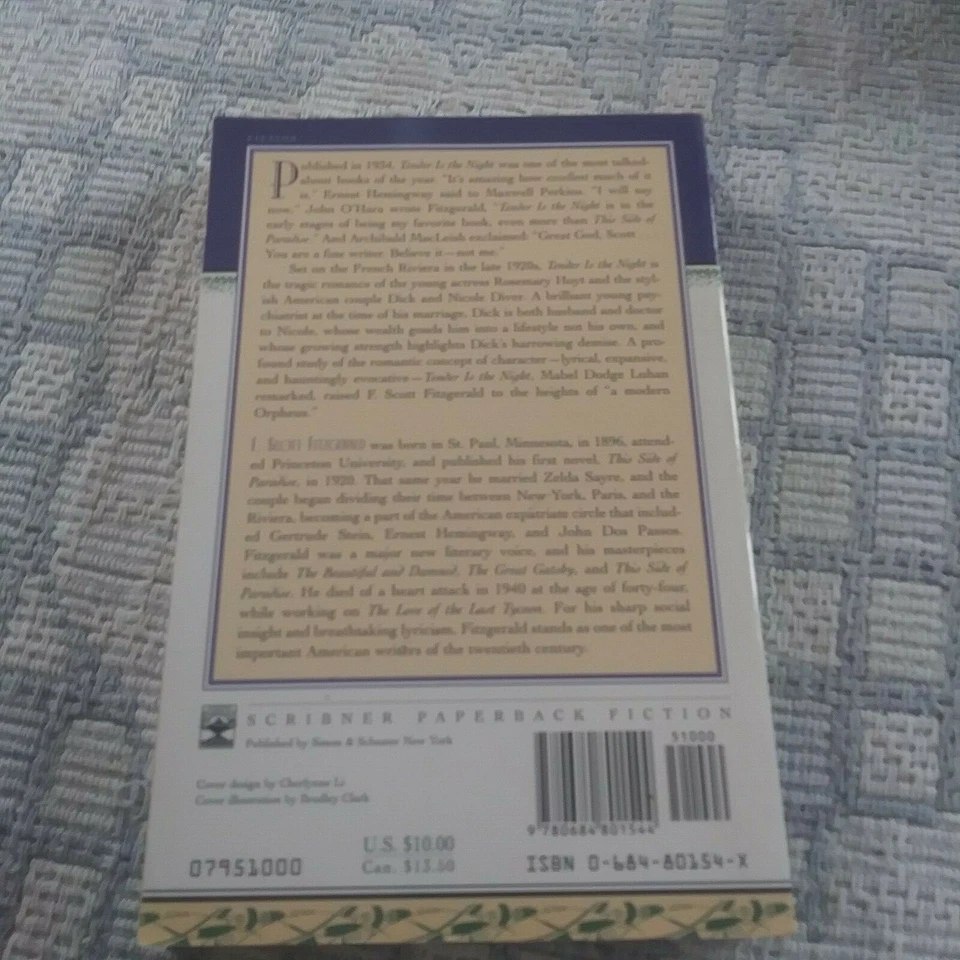 Published in 1934, Tender Is the Night was one of the most talked-
about books of the year. "It's amazing how excellent much of it
is," Ernest Hemingway said to Maxwell Perkins. "I will say
now," John O'Hara wrote Fitzgerald, "Tender Is the Night is in the
early stages of being my favorite book, even more than This Side of
Paradise." And Archibald MacLeish exclaimed: "Great God, Scott...
You are a fine writer. Believe it—not me."
Set on the French Riviera in the late 1920s, Tender Is the Night is
the tragic romance of the young actress Rosemary Hoyt and the styl-
ish American couple Dick and Nicole Diver. A brilliant young psy-
chiatrist at the time of his marriage, Dick is both husband and doctor
to Nicole, whose wealth goads him into a lifestyle not his own, and
whose growing strength highlights Dick's harrowing demise. A pro-
found study of the romantic concept of character—lyrical, expansive,
and hauntingly evocative—Tender Is the Night, Mabel Dodge Luhan
remarked, raised F. Scott Fitzgerald to the heights of "a modern
Orpheus."
F. Scott Fitzgerald was born in St. Paul, Minnesota, in 1896, attend-
ed Princeton University, and published his first novel, This Side of
Paradise, in 1920. That same year he married Zelda Sayre, and the
couple began dividing their time between New York, Paris, and the
Riviera, becoming a part of the American expatriate circle that includ-
ed Gertrude Stein, Ernest Hemingway, and John Dos Passos.
Fitzgerald was a major new literary voice, and his masterpieces
include The Beautiful and Damned, The Great Gatsby, and This Side of
Paradise. He died of a heart attack in 1940 at the age of forty-four,
while working on The Love of the Last Tycoon. For his sharp social
insight and breathtaking lyricism, Fitzgerald stands as one of the most
important American writers of the twentieth century.
SCRIBNER PAPERBACK FICTION
Published by Simon & Schuster New York
Cover design by Cherlynne Li
Cover illustration by Bradley Clark
51000
9 780684 801544
U.S. $10.00
Can. $13.50
07951000
ISBN 0-684-80154-X